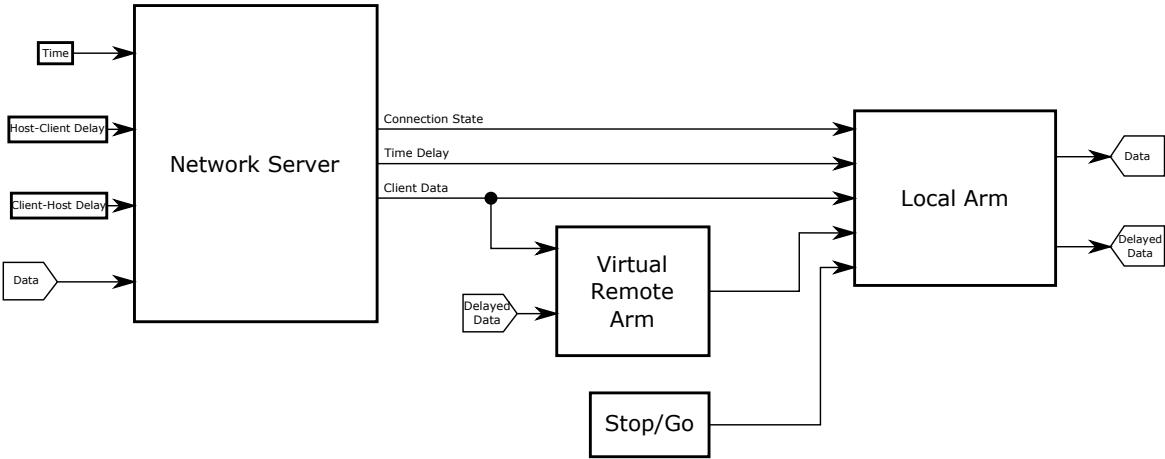 Time
Host-Client Delay
Client-Host Delay
Data
Network Server
Connection State
Time Delay
Client Data
Delayed
Data
Virtual
Remote
Arm
Stop/Go
Local Arm
Data
Delayed
Data